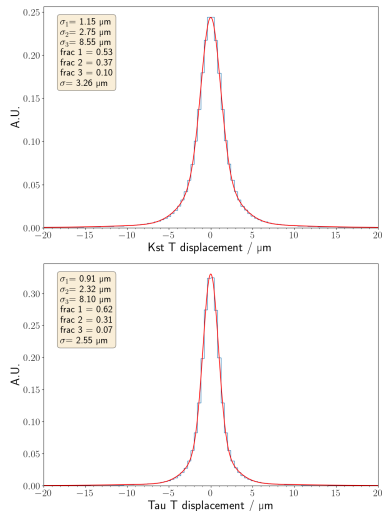 0.25
0.20
0.15
0.10
0.05
0.00
A.U.
σ1= 1.15 μm
σ2= 2.75 μm
σ3= 8.55 μm
frac 1 = 0.53
frac 2 = 0.37
frac 3 = 0.10
σ= 3.26 μm
−20 −15 −10 −5 0 5 10 15 20
Kst T displacement / μm
0.30
0.25
0.20
0.15
0.10
0.05
0.00
A.U.
σ1= 0.91 μm
σ2= 2.32 μm
σ3= 8.10 μm
frac 1 = 0.62
frac 2 = 0.31
frac 3 = 0.07
σ= 2.55 μm
−20 −15 −10 −5 0 5 10 15 20
Tau T displacement / μm